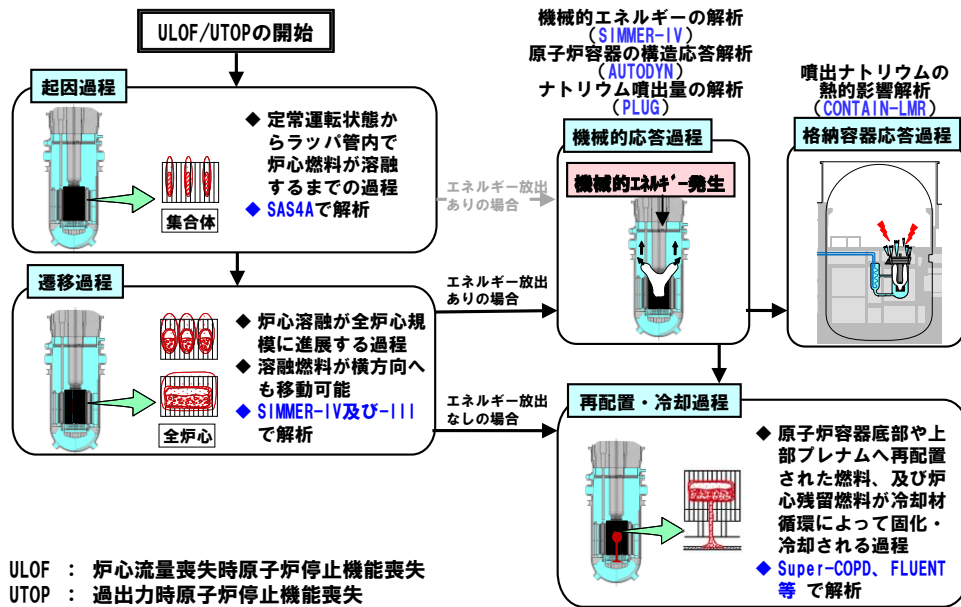 ULOF/UTOPの開始
起因過程
◆ 定常運転状態か
らラッパ管内で
炉心燃料が溶融
するまでの過程
◆ SAS4Aで解析
集合体
エネルギー放出
ありの場合
遷移過程
◆ 炉心溶融が全炉心規
模に進展する過程
◆ 溶融燃料が横方向へ
も移動可能
◆ SIMMER-IV及び-III
で解析
全炉心
エネルギー放出
ありの場合
エネルギー放出
なしの場合
機械的エネルギーの解析
(SIMMER-IV)
原子炉容器の構造応答解析
(AUTODYN)
ナトリウム噴出量の解析
(PLUG)
機械的応答過程
機械的エネルギー発生
噴出ナトリウムの
熱的影響解析
(CONTAIN-LMR)
格納容器応答過程
再配置・冷却過程
◆ 原子炉容器底部や上
部プレナムへ再配置
された燃料、及び炉
心残留燃料が冷却材
循環によって固化・
冷却される過程
◆ Super-COPD、FLUENT
等 で解析
ULOF : 炉心流量喪失時原子炉停止機能喪失
UTOP : 過出力時原子炉停止機能喪失